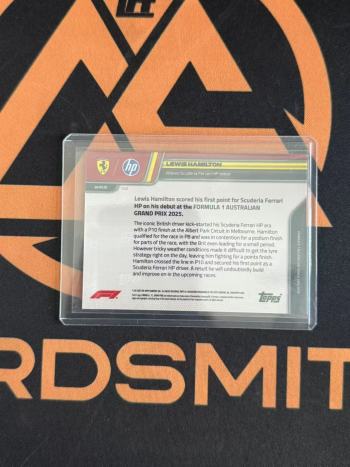 hp
LEWIS HAMILTON
Lewis Hamilton scored his first point for Scuderia Ferrari
HP on his debut at the FORMULA 1 AUSTRALIAN
GRAND PRIX 2025.
The iconic British driver kick-started his Scuderia Ferrari HP era
with a P10 finish at the Albert Park Circuit in Melbourne. Hamilton
qualified for the race in P8 and was in contention for a podium finish
for parts of the race, with the Brit even leading for a small period.
However tricky weather conditions made it difficult to get the tyre
strategy right on the day, leaving him fighting for a points finish.
Hamilton crossed the line in P10 and secured his first point as a
Scuderia Ferrari HP driver. A result he will undoubtedly build
and improve on in the upcoming races.
F1
Topps
RDSMIT